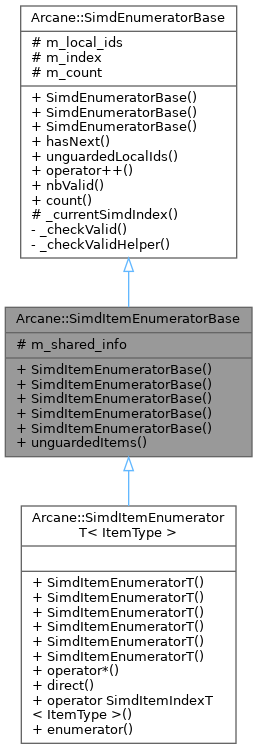 Arcane::SimdEnumeratorBase
# m_local_ids
# m_index
# m_count
+ SimdEnumeratorBase()
+ SimdEnumeratorBase()
+ SimdEnumeratorBase()
+ hasNext()
+ unguardedLocalIds()
+ operator++()
+ nbValid()
+ count()
# _currentSimdIndex()
- _checkValid()
- _checkValidHelper()
Arcane::SimdItemEnumeratorBase
# m_shared_info
+ SimdItemEnumeratorBase()
+ SimdItemEnumeratorBase()
+ SimdItemEnumeratorBase()
+ SimdItemEnumeratorBase()
+ SimdItemEnumeratorBase()
+ unguardedItems()
Arcane::SimdItemEnumerator
T< ItemType >
+ SimdItemEnumeratorT()
+ SimdItemEnumeratorT()
+ SimdItemEnumeratorT()
+ SimdItemEnumeratorT()
+ SimdItemEnumeratorT()
+ SimdItemEnumeratorT()
+ operator*()
+ direct()
+ operator SimdItemIndexT
< ItemType >()
+ enumerator()